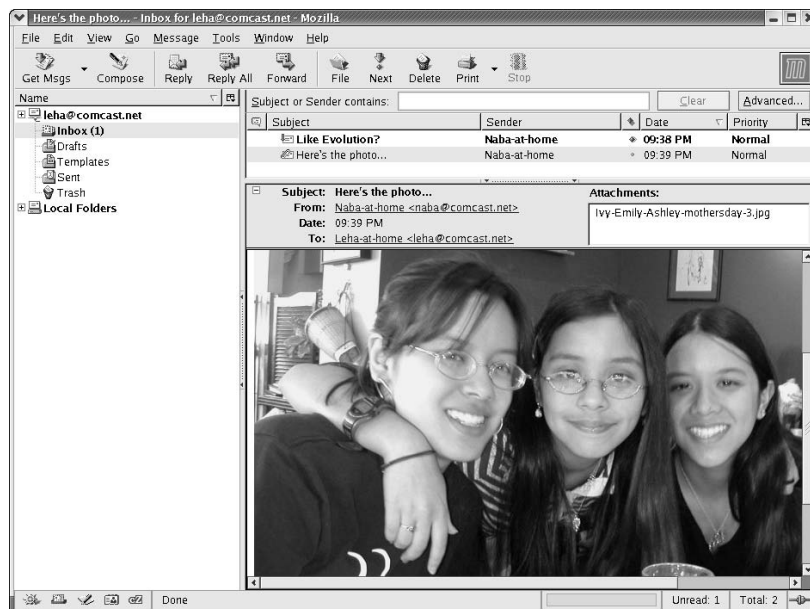 Here's the photo... - Inbox for leha@comcast.net - Mozilla
File Edit View Go Message Tools Window Help
Get Msgs Compose Reply Reply All Forward File Next Delete Print Stop
Name
leha@comcast.net
Inbox (1)
Drafts
Templates
Sent
Trash
Local Folders
Subject or Sender contains: Clear Advanced...
Subject Sender Date Priority
Like Evolution? Naba-at-home 09:38 PM Normal
Here's the photo... Naba-at-home 09:39 PM Normal
Subject: Here's the photo... Attachments:
From: Naba-at-home <naba@comcast.net> Ivy-Emily-Ashley-mothersday-3.jpg
Date: 09:39 PM
To: Leha-at-home <leha@comcast.net>
Done Unread: 1 Total: 2